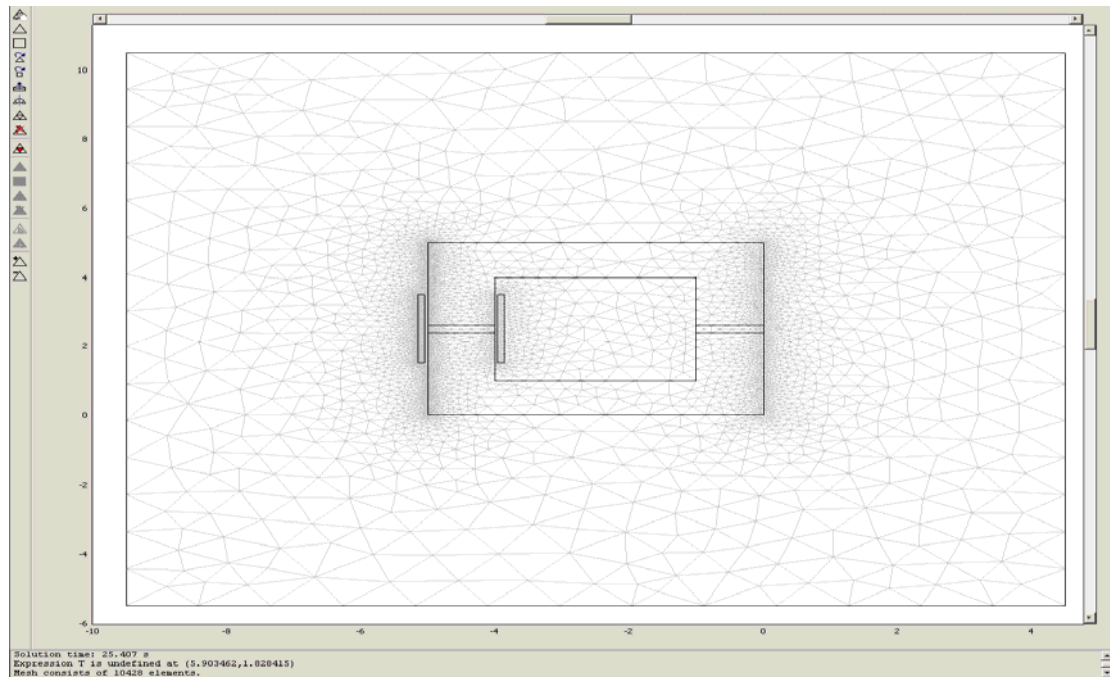 10
8
6
4
2
0
-2
-4
-6
-10 -8 -6 -4 -2 0 2 4
Solution time: 25.407 s
Expression T is undefined at (5.903462,1.828415)
Mesh consists of 10428 elements.